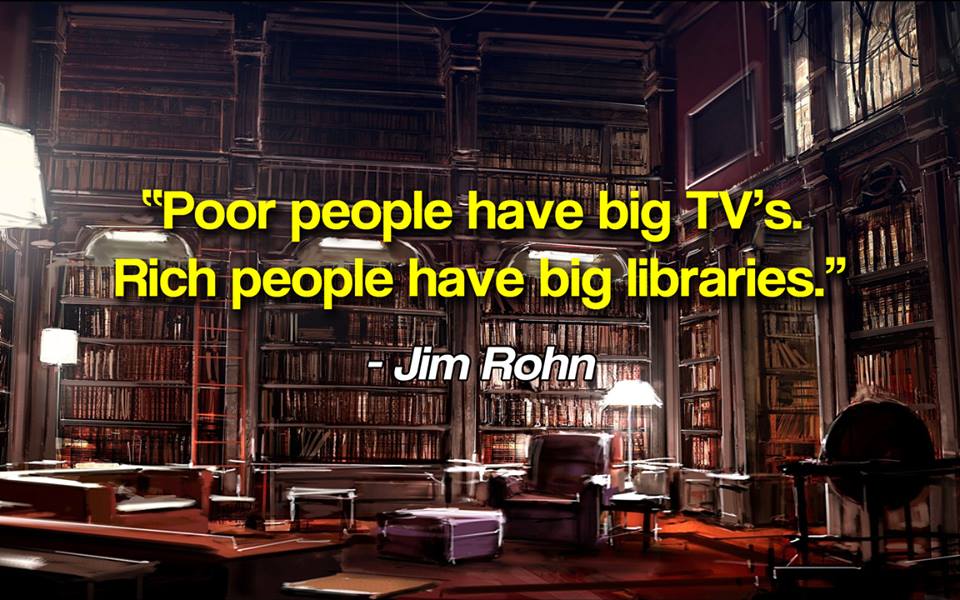 “Poor people have big TV’s.
Rich people have big libraries.”
- Jim Rohn